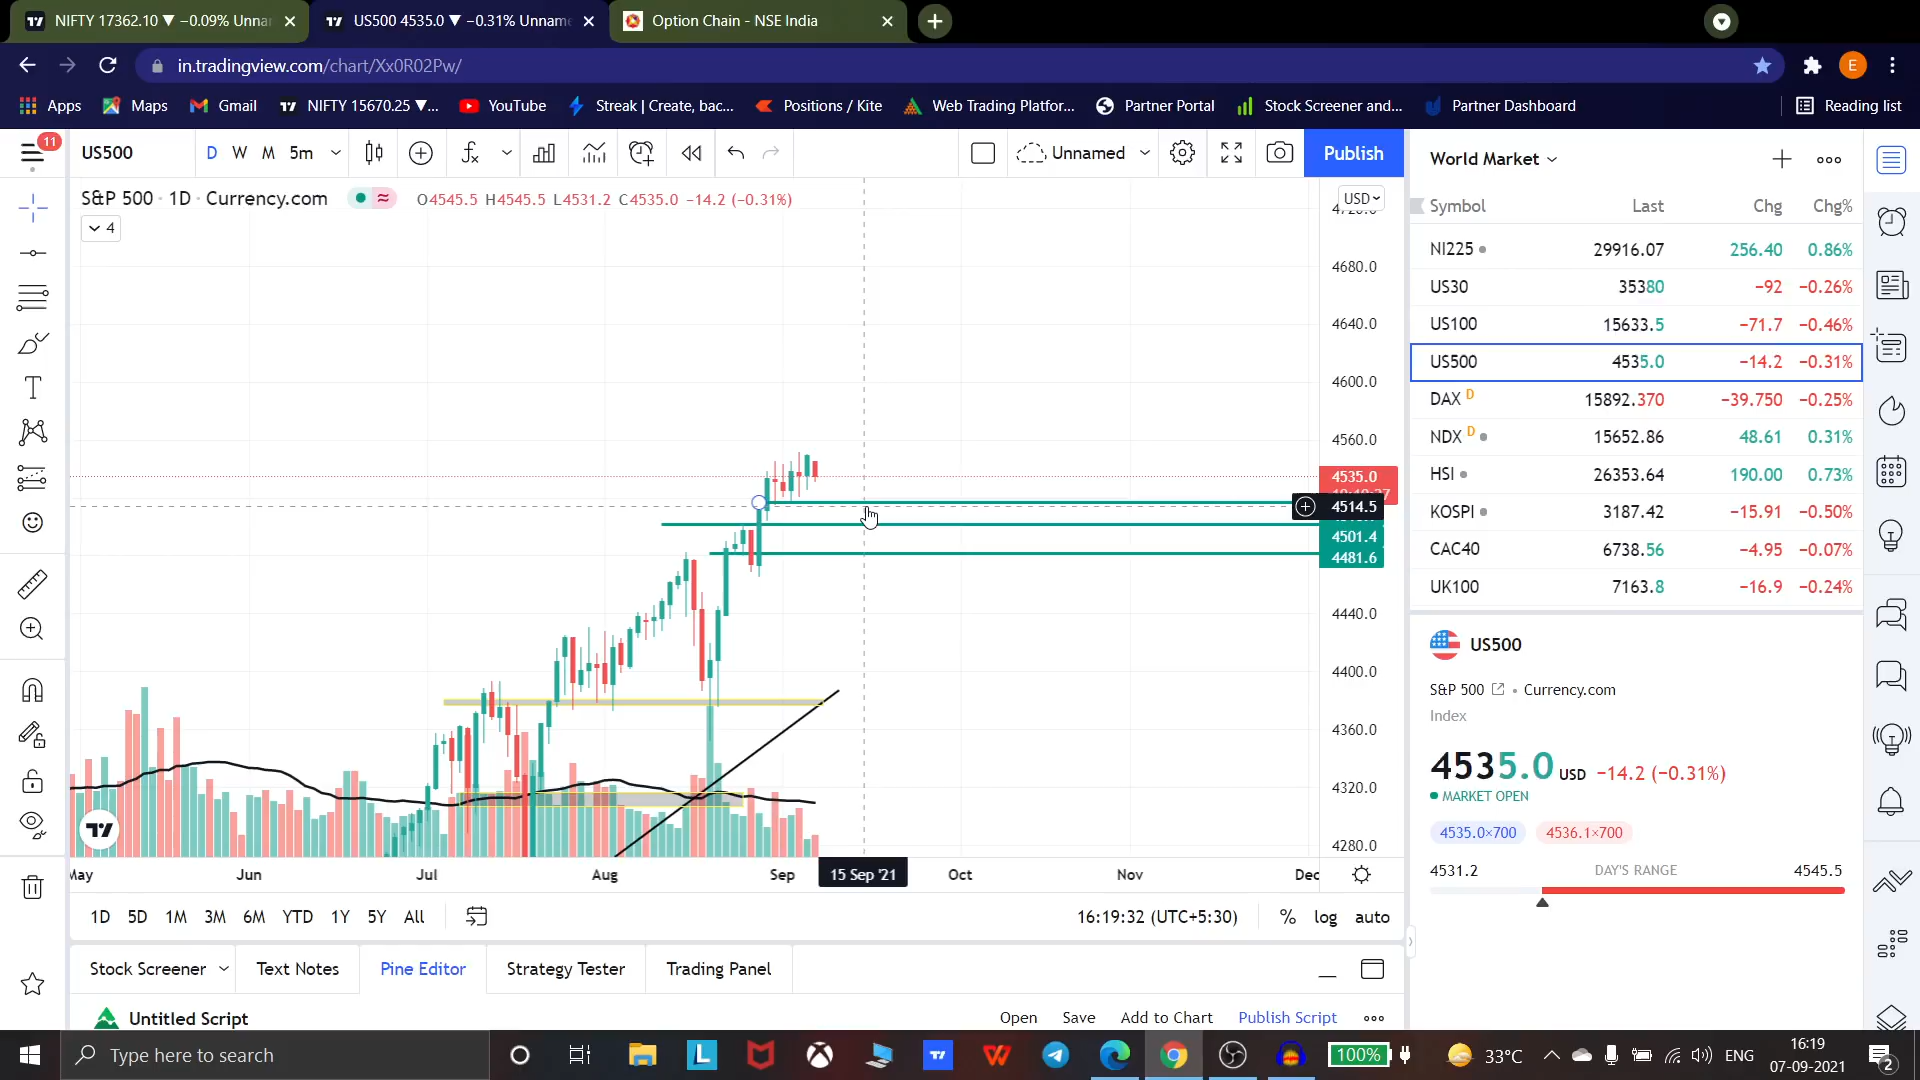 NIFTY 17362.10 ▼ −0.09% Unna
US500 4535.0 ▼ −0.31% Unname
Option Chain - NSE India
in.tradingview.com/chart/Xx0R02Pw/
E
Apps
Maps
Gmail
NIFTY 15670.25 ▼...
YouTube
Streak | Create, bac...
Positions / Kite
Web Trading Platfor...
Partner Portal
Stock Screener and...
Partner Dashboard
Reading list
11
US500
D W M 5m
Unnamed
Publish
S&P 500 · 1D · Currency.com
O4545.5 H4545.5 L4531.2 C4535.0 −14.2 (−0.31%)
4
USD
4680.0
4640.0
4600.0
4560.0
4535.0
4514.5
4501.4
4481.6
4440.0
4400.0
4360.0
4320.0
4280.0
May Jun Jul Aug Sep 15 Sep '21 Oct Nov Dec
1D 5D 1M 3M 6M YTD 1Y 5Y All
16:19:32 (UTC+5:30) % log auto
Stock Screener Text Notes Pine Editor Strategy Tester Trading Panel
Untitled Script
Open Save Add to Chart Publish Script
World Market
Symbol Last Chg Chg%
NI225 29916.07 256.40 0.86%
US30 35380 −92 −0.26%
US100 15633.5 −71.7 −0.46%
US500 4535.0 −14.2 −0.31%
DAX D 15892.370 −39.750 −0.25%
NDX D 15652.86 48.61 0.31%
HSI 26353.64 190.00 0.73%
KOSPI 3187.42 −15.91 −0.50%
CAC40 6738.56 −4.95 −0.07%
UK100 7163.8 −16.9 −0.24%
US500
S&P 500 • Currency.com
Index
4535.0 USD −14.2 (−0.31%)
MARKET OPEN
4535.0×700 4536.1×700
4531.2 DAY'S RANGE 4545.5
Type here to search
100%
33°C
ENG
16:19
07-09-2021
2